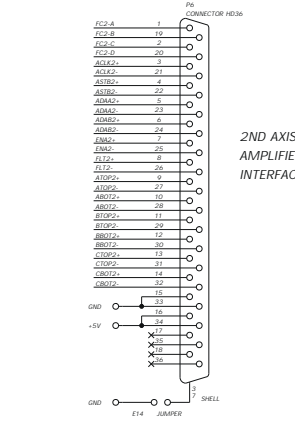 P6
CONNECTOR HD36
FC2-A 1
FC2-B 19
FC2-C 2
FC2-D 20
ACLK2+ 3
ACLK2- 21
ASTB2+ 4
ASTB2- 22
ADAA2+ 5
ADAA2- 23
ADAB2+ 6
ADAB2- 24
ENA2+ 7
ENA2- 25
FLT2+ 8
FLT2- 26
ATOP2+ 9
ATOP2- 27
ABOT2+ 10
ABOT2- 28
BTOP2+ 11
BTOP2- 29
BBOT2+ 12
BBOT2- 30
CTOP2+ 13
CTOP2- 31
CBOT2+ 14
CBOT2- 32
15
GND 33
16
+5V 34
17
35
18
36
2ND AXIS
AMPLIFIE
INTERFAC
3
7 SHELL
GND
E14 JUMPER